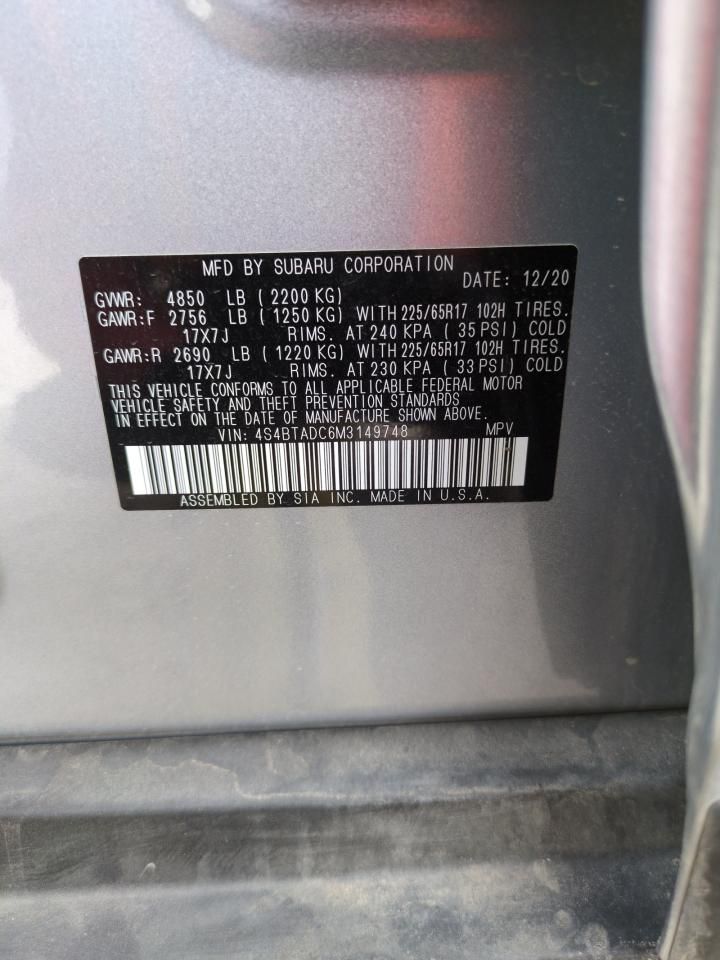 MFD BY SUBARU CORPORATION
DATE: 12/20
GVWR: 4850 LB (2200 KG)
GAWR:F 2756 LB (1250 KG) WITH 225/65R17 102H TIRES.
17X7J RIMS. AT 240 KPA (35 PSI) COLD
GAWR:R 2690 LB (1220 KG) WITH 225/65R17 102H TIRES.
17X7J RIMS. AT 230 KPA (33 PSI) COLD
THIS VEHICLE CONFORMS TO ALL APPLICABLE FEDERAL MOTOR
VEHICLE SAFETY AND THEFT PREVENTION STANDARDS
IN EFFECT ON THE DATE OF MANUFACTURE SHOWN ABOVE.
VIN: 4S4BTADC6M3149748 MPV
ASSEMBLED BY SIA INC. MADE IN U.S.A.